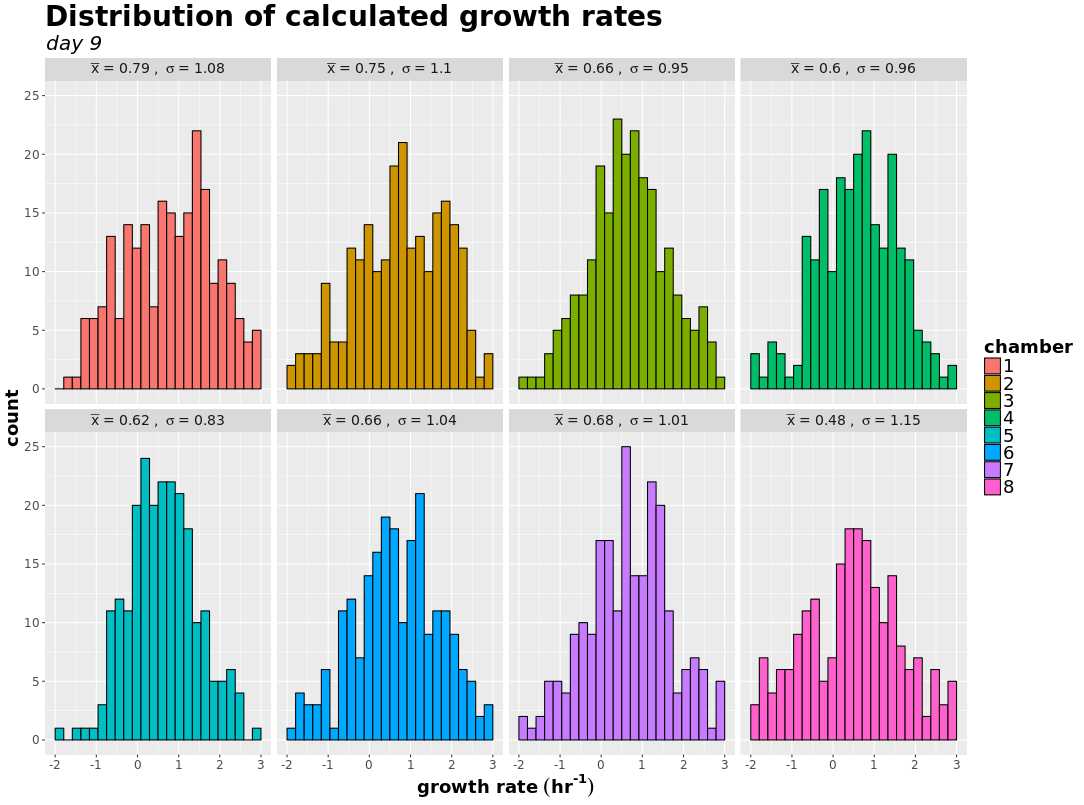 Distribution of calculated growth rates
day 9
x̅ = 0.79 , σ = 1.08
x̅ = 0.75 , σ = 1.1
x̅ = 0.66 , σ = 0.95
x̅ = 0.6 , σ = 0.96
25
20
15
10
5
0
x̅ = 0.62 , σ = 0.83
x̅ = 0.66 , σ = 1.04
x̅ = 0.68 , σ = 1.01
x̅ = 0.48 , σ = 1.15
25
20
15
10
5
0
-2 -1 0 1 2 3
-2 -1 0 1 2 3
-2 -1 0 1 2 3
-2 -1 0 1 2 3
growth rate (hr⁻¹)
count
chamber
1
2
3
4
5
6
7
8